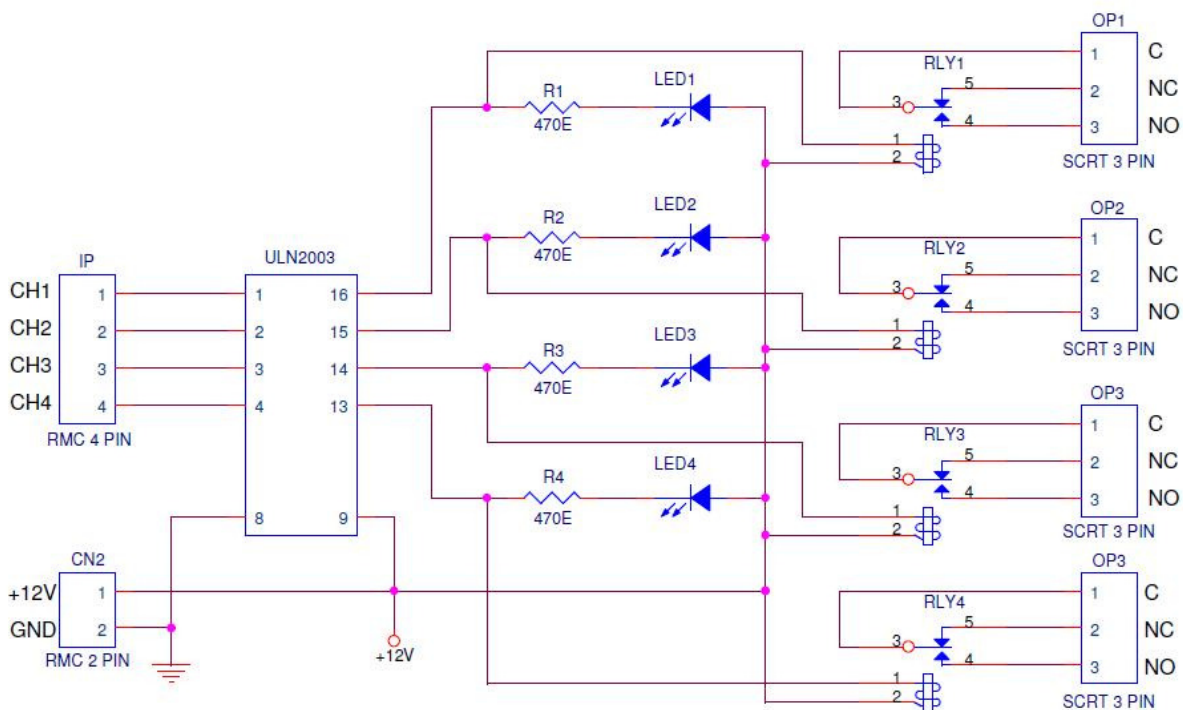 OP1
1 C
RLY1
5 2 NC
3
4 3 NO
1
2
SCRT 3 PIN
R1
470E
LED1
R2
470E
LED2
OP2
1 C
RLY2
5 2 NC
3
4 3 NO
1
2
SCRT 3 PIN
IP
CH1 1
CH2 2
CH3 3
CH4 4
RMC 4 PIN
ULN2003
1 16
2 15
3 14
4 13
8 9
R3
470E
LED3
R4
470E
LED4
OP3
1 C
RLY3
5 2 NC
3
4 3 NO
1
2
SCRT 3 PIN
CN2
+12V 1
GND 2
RMC 2 PIN
+12V
OP3
1 C
RLY4
5 2 NC
3
4 3 NO
1
2
SCRT 3 PIN